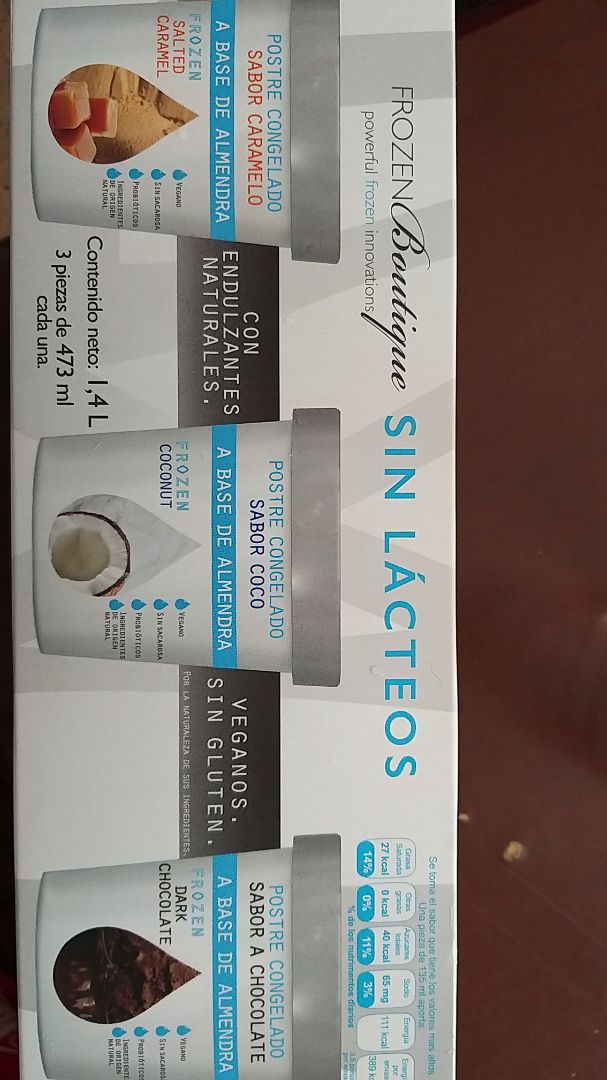 FROZEN Boutique SIN LÁCTEOS
powerful frozen innovations
POSTRE CONGELADO
SABOR CARAMELO
A BASE DE ALMENDRA
FROZEN
SALTED
CARAMEL
VEGANO
SIN SACAROSA
PROBIÓTICOS
INGREDIENTES
DE ORIGEN
NATURAL
CON
ENDULZANTES
NATURALES.
Contenido neto: 1,4 L
3 piezas de 473 ml
cada una.
POSTRE CONGELADO
SABOR COCO
A BASE DE ALMENDRA
FROZEN
COCONUT
VEGANO
SIN SACAROSA
PROBIÓTICOS
INGREDIENTES
DE ORIGEN
NATURAL
VEGANOS.
SIN GLUTEN.
POR LA NATURALEZA DE SUS INGREDIENTES.
POSTRE CONGELADO
SABOR A CHOCOLATE
A BASE DE ALMENDRA
FROZEN
DARK
CHOCOLATE
VEGANO
SIN SACAROSA
PROBIÓTICOS
INGREDIENTES
DE ORIGEN
NATURAL
Se toma el sabor que tiene los valores mas altos
Una pieza de 135 ml aporta:
Grasa Saturada
27 kcal
14%
Otras grasas
0 kcal
0%
Azúcares totales
40 kcal
11%
Sodio
65 mg
3%
Energía
111 kcal
por
389
% de los nutrimentos diarios